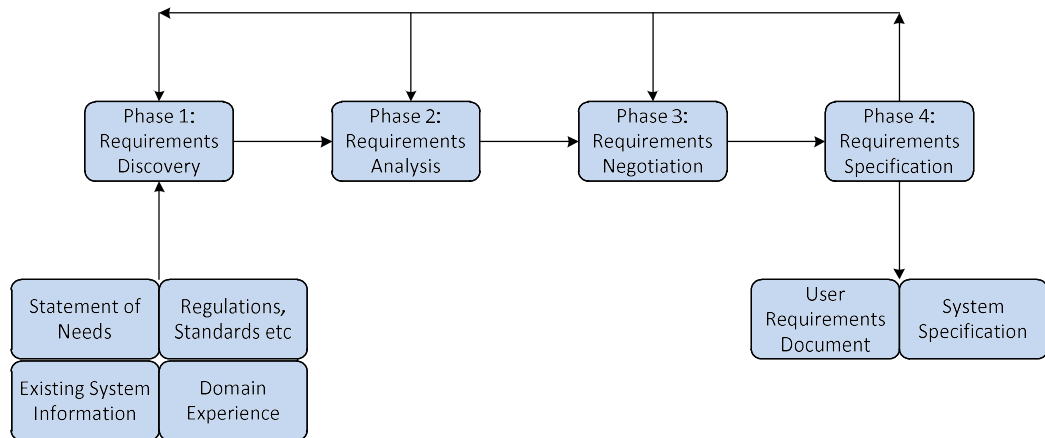 Phase 1:
Requirements
Discovery
Phase 2:
Requirements
Analysis
Phase 3:
Requirements
Negotiation
Phase 4:
Requirements
Specification
Statement of
Needs
Regulations,
Standards etc
Existing System
Information
Domain
Experience
User
Requirements
Document
System
Specification